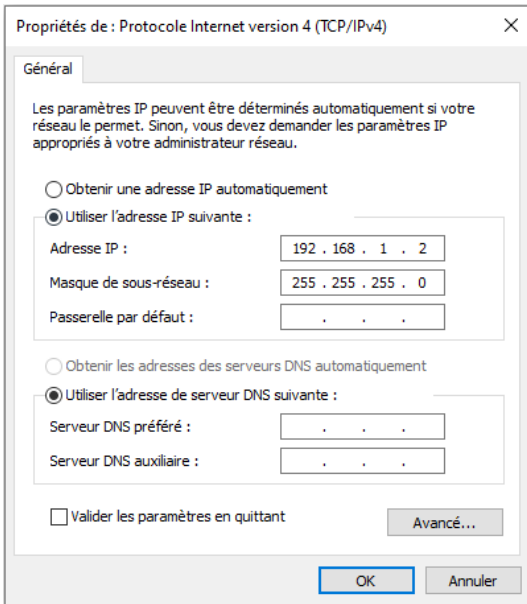 Propriétés de : Protocole Internet version 4 (TCP/IPv4)
Général
Les paramètres IP peuvent être déterminés automatiquement si votre
réseau le permet. Sinon, vous devez demander les paramètres IP
appropriés à votre administrateur réseau.
Obtenir une adresse IP automatiquement
Utiliser l'adresse IP suivante :
Adresse IP : 192 . 168 . 1 . 2
Masque de sous-réseau : 255 . 255 . 255 . 0
Passerelle par défaut : . . .
Obtenir les adresses des serveurs DNS automatiquement
Utiliser l'adresse de serveur DNS suivante :
Serveur DNS préféré : . . .
Serveur DNS auxiliaire : . . .
Valider les paramètres en quittant
Avancé...
OK Annuler